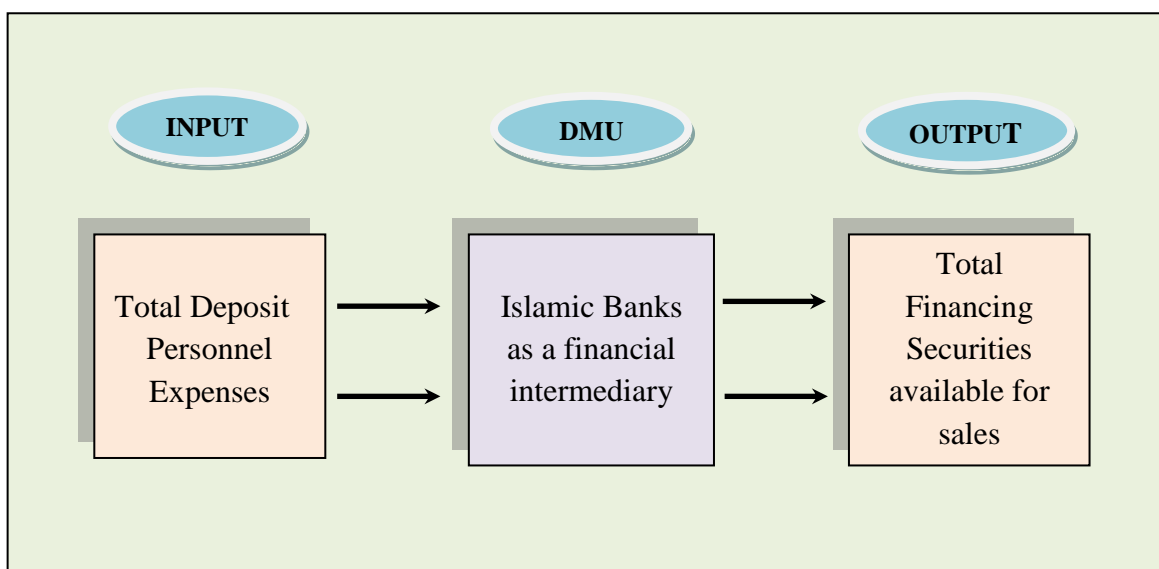 INPUT
DMU
OUTPUT
Total Deposit
Personnel
Expenses
Islamic Banks
as a financial
intermediary
Total
Financing
Securities
available for
sales